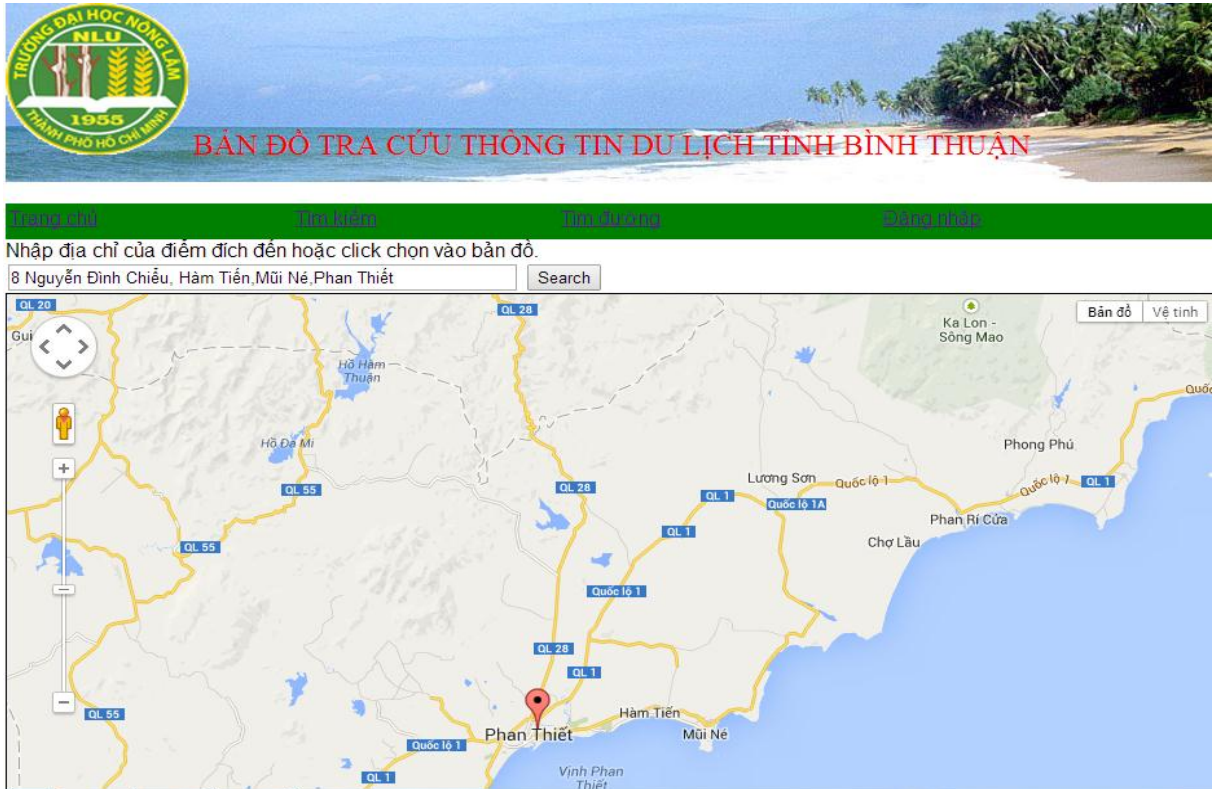 TRƯỜNG ĐẠI HỌC NÔNG LÂM
NLU
1955
THÀNH PHỐ HỒ CHÍ MINH
BẢN ĐỒ TRA CỨU THÔNG TIN DU LỊCH TỈNH BÌNH THUẬN
Trang chủ Tìm kiếm Tìm đường Đăng nhập
Nhập địa chỉ của điểm đích đến hoặc click chọn vào bản đồ.
8 Nguyễn Đình Chiểu, Hàm Tiến,Mũi Né,Phan Thiết Search
QL 20
QL 28
Ka Lon -
Sông Mao
Bản đồ Vệ tinh
Gui
Hồ Hàm
Thuận
Quốc
Hồ Đa Mi
Phong Phú
QL 55
QL 28
Lương Sơn
Quốc lộ 1
Quốc lộ 1
QL 1
QL 1
Quốc lộ 1A
Phan Rí Cửa
QL 1
Chợ Lầu
QL 55
Quốc lộ 1
QL 28
QL 1
QL 55
Hàm Tiến
Phan Thiết
Mũi Né
Quốc lộ 1
Vịnh Phan
Thiết
QL 1